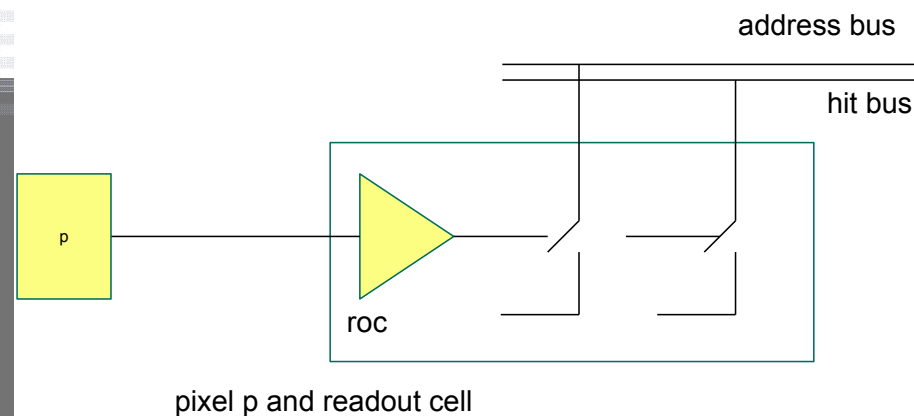 address bus
hit bus
p
roc
pixel p and readout cell